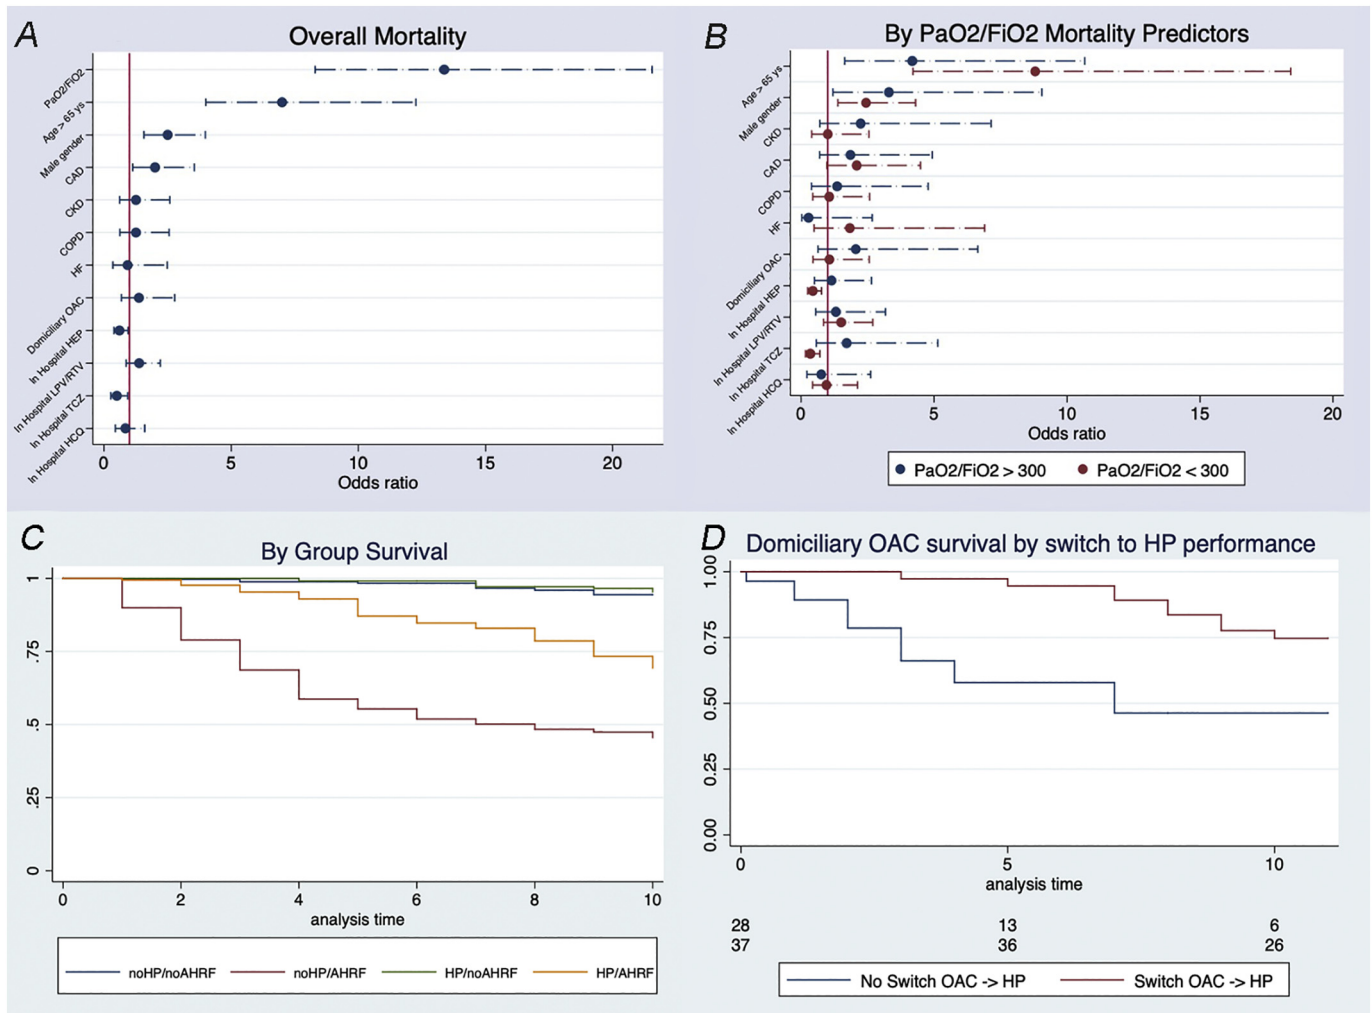 A
Overall Mortality
PaO2/FiO2
Age > 65 ys
Male gender
CAD
CKD
COPD
HF
Domiciliary OAC
In Hospital HEP
In Hospital LPV/RTV
In Hospital TCZ
In Hospital HCQ
0 5 10 15 20
Odds ratio
B
By PaO2/FiO2 Mortality Predictors
Age > 65 ys
Male gender
CKD
CAD
COPD
HF
Domiciliary OAC
In Hospital HEP
In Hospital LPV/RTV
In Hospital TCZ
In Hospital HCQ
0 5 10 15 20
Odds ratio
PaO2/FiO2 > 300 PaO2/FiO2 < 300
C
By Group Survival
1
.75
.5
.25
0
0 2 4 6 8 10
analysis time
noHP/noAHRF noHP/AHRF HP/noAHRF HP/AHRF
D
Domiciliary OAC survival by switch to HP performance
1.00
0.75
0.50
0.25
0.00
0 5 10
analysis time
28 13 6
37 36 26
No Switch OAC -> HP Switch OAC -> HP